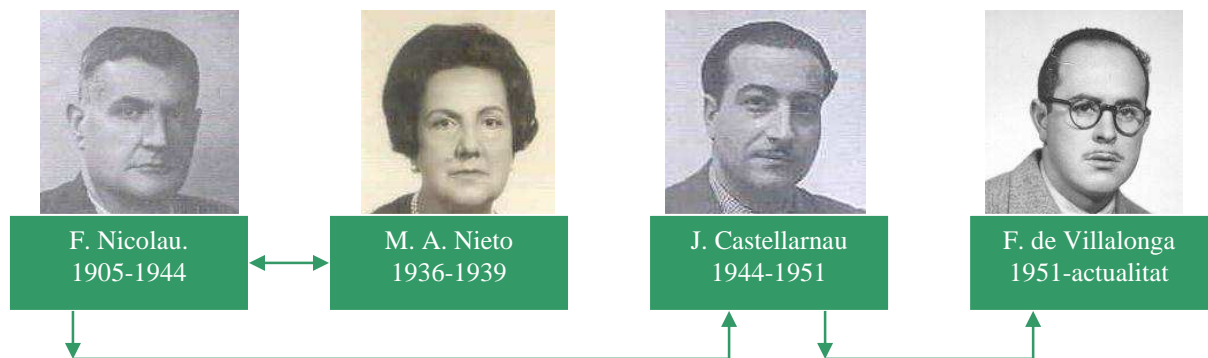 F. Nicolau.
1905-1944
M. A. Nieto
1936-1939
J. Castellarnau
1944-1951
F. de Villalonga
1951-actualitat